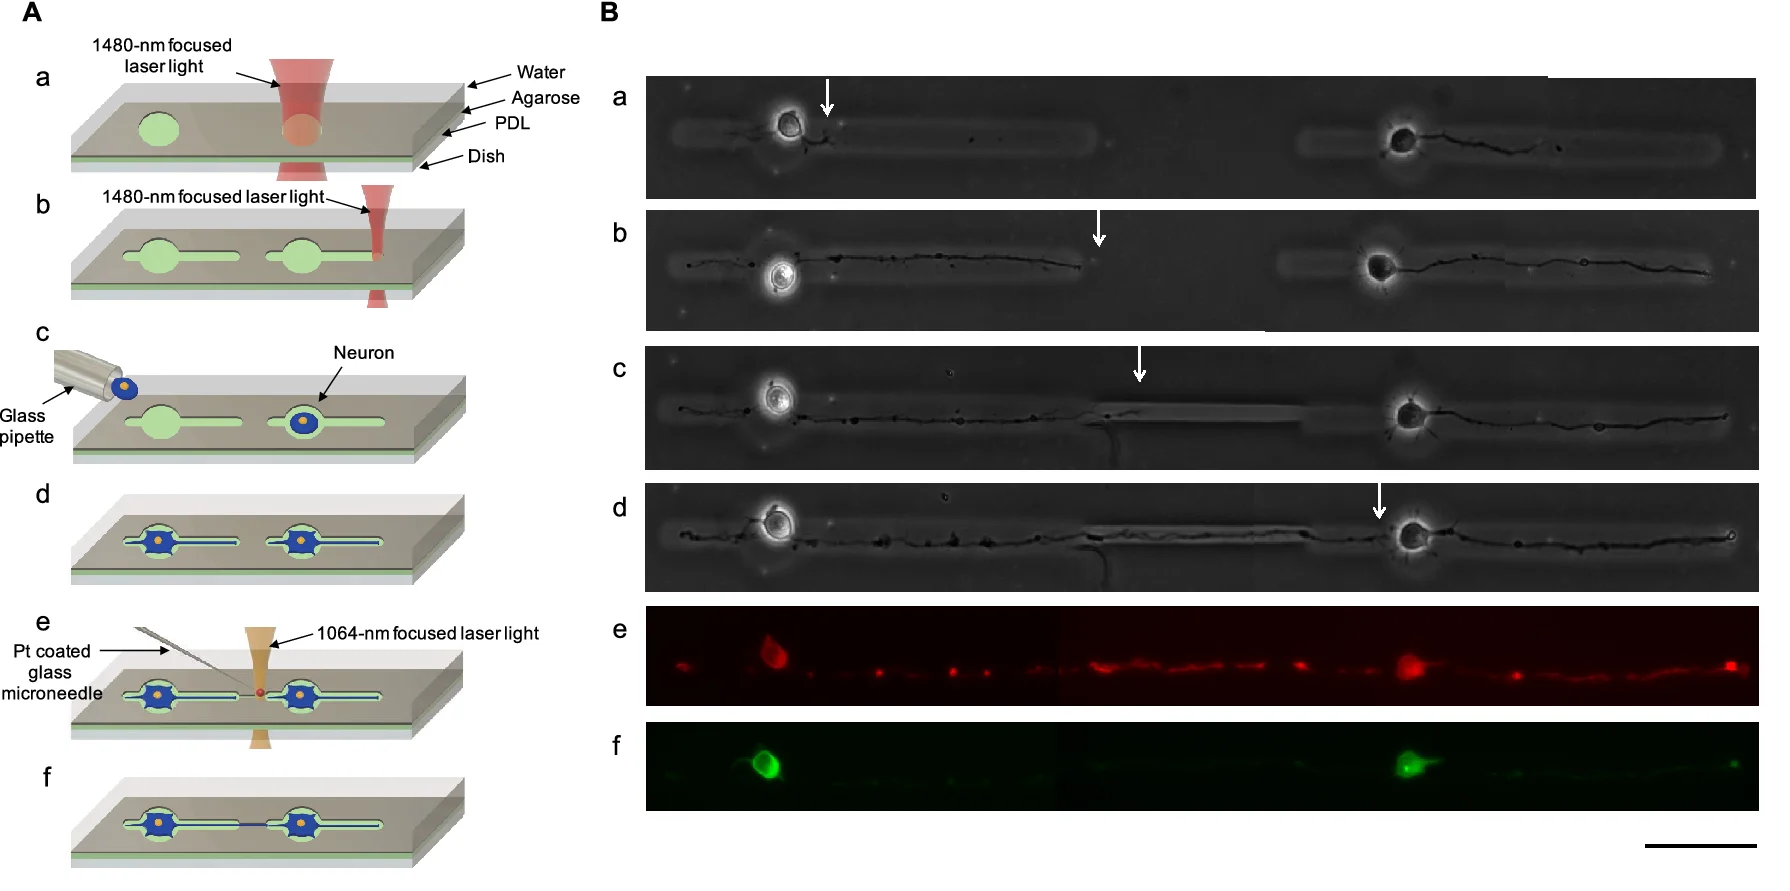 A
a
1480-nm focused
laser light
Water
Agarose
PDL
Dish
b
1480-nm focused laser light
c
Neuron
Glass
pipette
d
e
1064-nm focused laser light
Pt coated
glass
microneedle
f
B
a
b
c
d
e
f